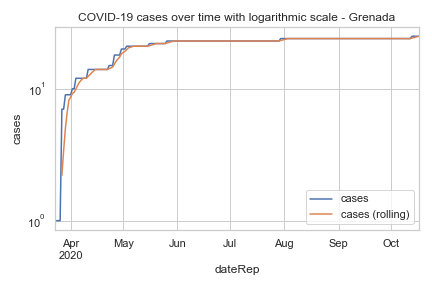 COVID-19 cases over time with logarithmic scale - Grenada
cases
10¹
10⁰
cases
cases (rolling)
Apr
2020
May
Jun
Jul
Aug
Sep
Oct
dateRep